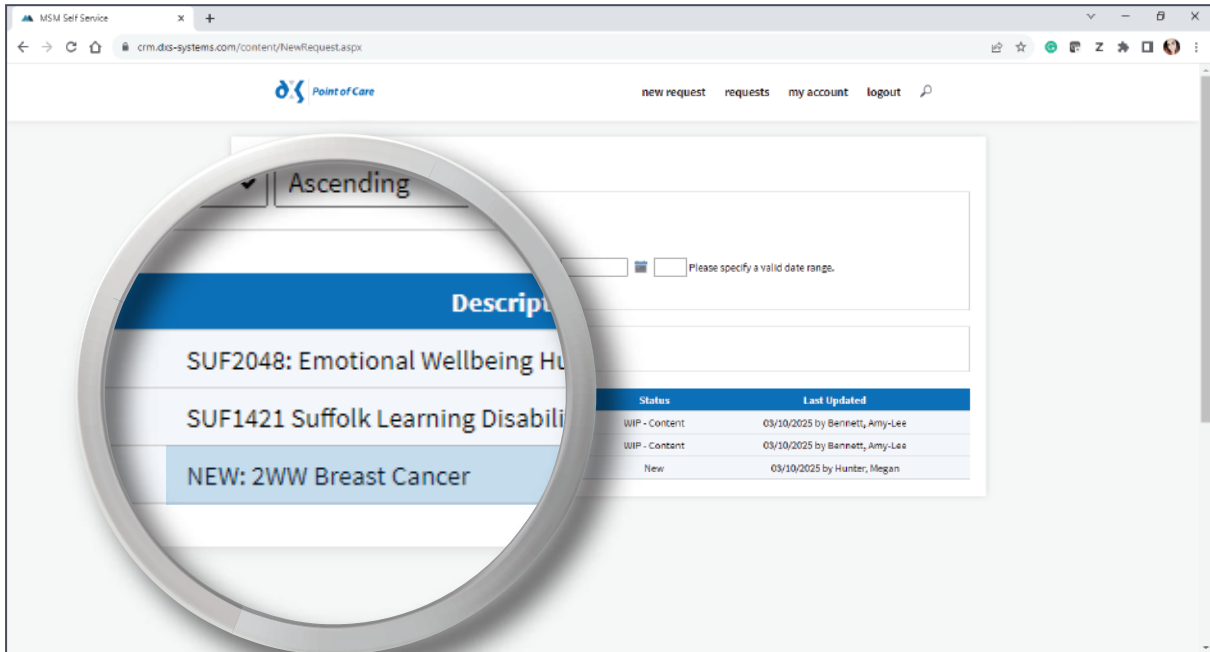 MSM Self Service
crm.dxs-systems.com/content/NewRequest.aspx
dXS Point of Care
new request requests my account logout
Ascending
Please specify a valid date range.
Descript
Status Last Updated
SUF2048: Emotional Wellbeing Hu
WIP - Content 03/10/2025 by Bennett, Amy-Lee
SUF1421 Suffolk Learning Disabili
WIP - Content 03/10/2025 by Bennett, Amy-Lee
NEW: 2WW Breast Cancer
New 03/10/2025 by Hunter, Megan